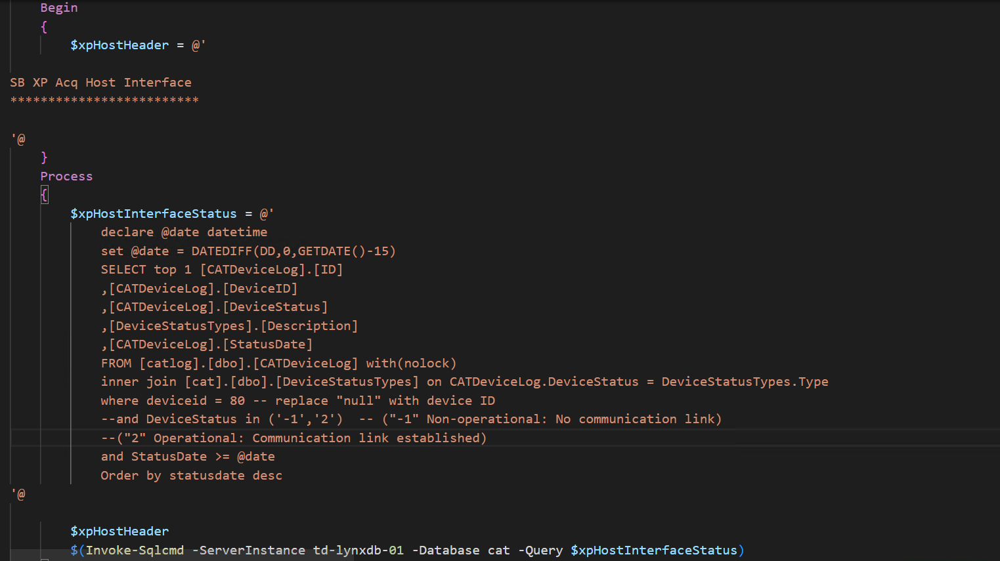 Begin
{
$xpHostHeader = @'
SB XP Acq Host Interface
*************************
'@
}
Process
{
$xpHostInterfaceStatus = @'
declare @date datetime
set @date = DATEDIFF(DD,0,GETDATE()-15)
SELECT top 1 [CATDeviceLog].[ID]
,[CATDeviceLog].[DeviceID]
,[CATDeviceLog].[DeviceStatus]
,[DeviceStatusTypes].[Description]
,[CATDeviceLog].[StatusDate]
FROM [catlog].[dbo].[CATDeviceLog] with(nolock)
inner join [cat].[dbo].[DeviceStatusTypes] on CATDeviceLog.DeviceStatus = DeviceStatusTypes.Type
where deviceid = 80 -- replace "null" with device ID
--and DeviceStatus in ('-1','2')  -- ("-1" Non-operational: No communication link)
--("2" Operational: Communication link established)
and StatusDate >= @date
Order by statusdate desc
'@
$xpHostHeader
$(Invoke-Sqlcmd -ServerInstance td-lynxdb-01 -Database cat -Query $xpHostInterfaceStatus)